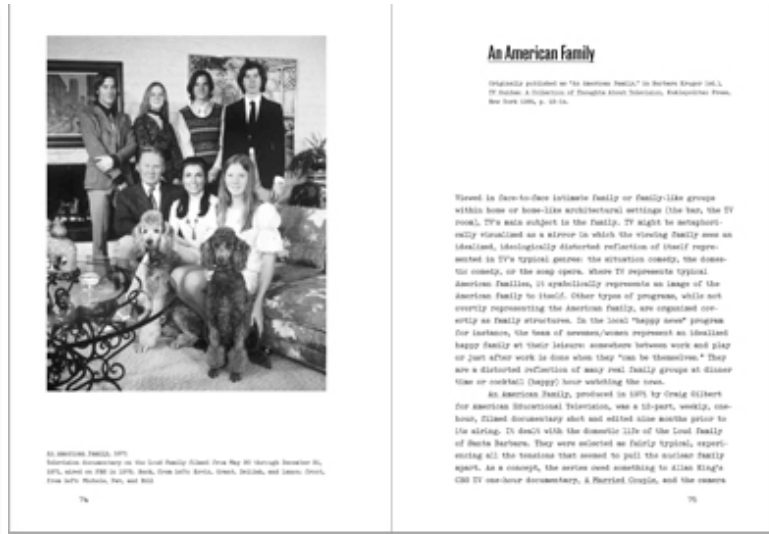 An American Family, 1971
Television documentary on the Loud Family filmed from May 30 through December 31,
1971, aired on PBS in 1973. Back, from left: Kevin, Grant, Delilah, and Lance. Front,
from left: Michele, Pat, and Bill
74
An American Family
Originally published as "An American Family," in Barbara Kruger (ed.),
TV Guides: A Collection of Thoughts About Television, Kuklapolitan Press,
New York 1985, p. 13-14.
Viewed in face-to-face intimate family or family-like groups
within home or home-like architectural settings (the bar, the TV
room), TV's main subject is the family. TV might be metaphori-
cally visualized as a mirror in which the viewing family sees an
idealized, ideologically distorted reflection of itself repre-
sented in TV's typical genres: the situation comedy, the domes-
tic comedy, or the soap opera. Where TV represents typical
American families, it symbolically represents an image of the
American family to itself. Other types of programs, while not
overtly representing the American family, are organized cov-
ertly as family structures. In the local "happy news" program
for instance, the team of newsmen/women represent an idealized
happy family at their leisure: somewhere between work and play
or just after work is done when they "can be themselves." They
are a distorted reflection of many real family groups at dinner
time or cocktail (happy) hour watching the news.
An American Family, produced in 1971 by Craig Gilbert
for American Educational Television, was a 12-part, weekly, one-
hour, filmed documentary shot and edited nine months prior to
its airing. It dealt with the domestic life of the Loud family
of Santa Barbara. They were selected as fairly typical, experi-
encing all the tensions that seemed to pull the nuclear family
apart. As a concept, the series owed something to Allan King's
CBS TV one-hour documentary, A Married Couple, and the camera
75